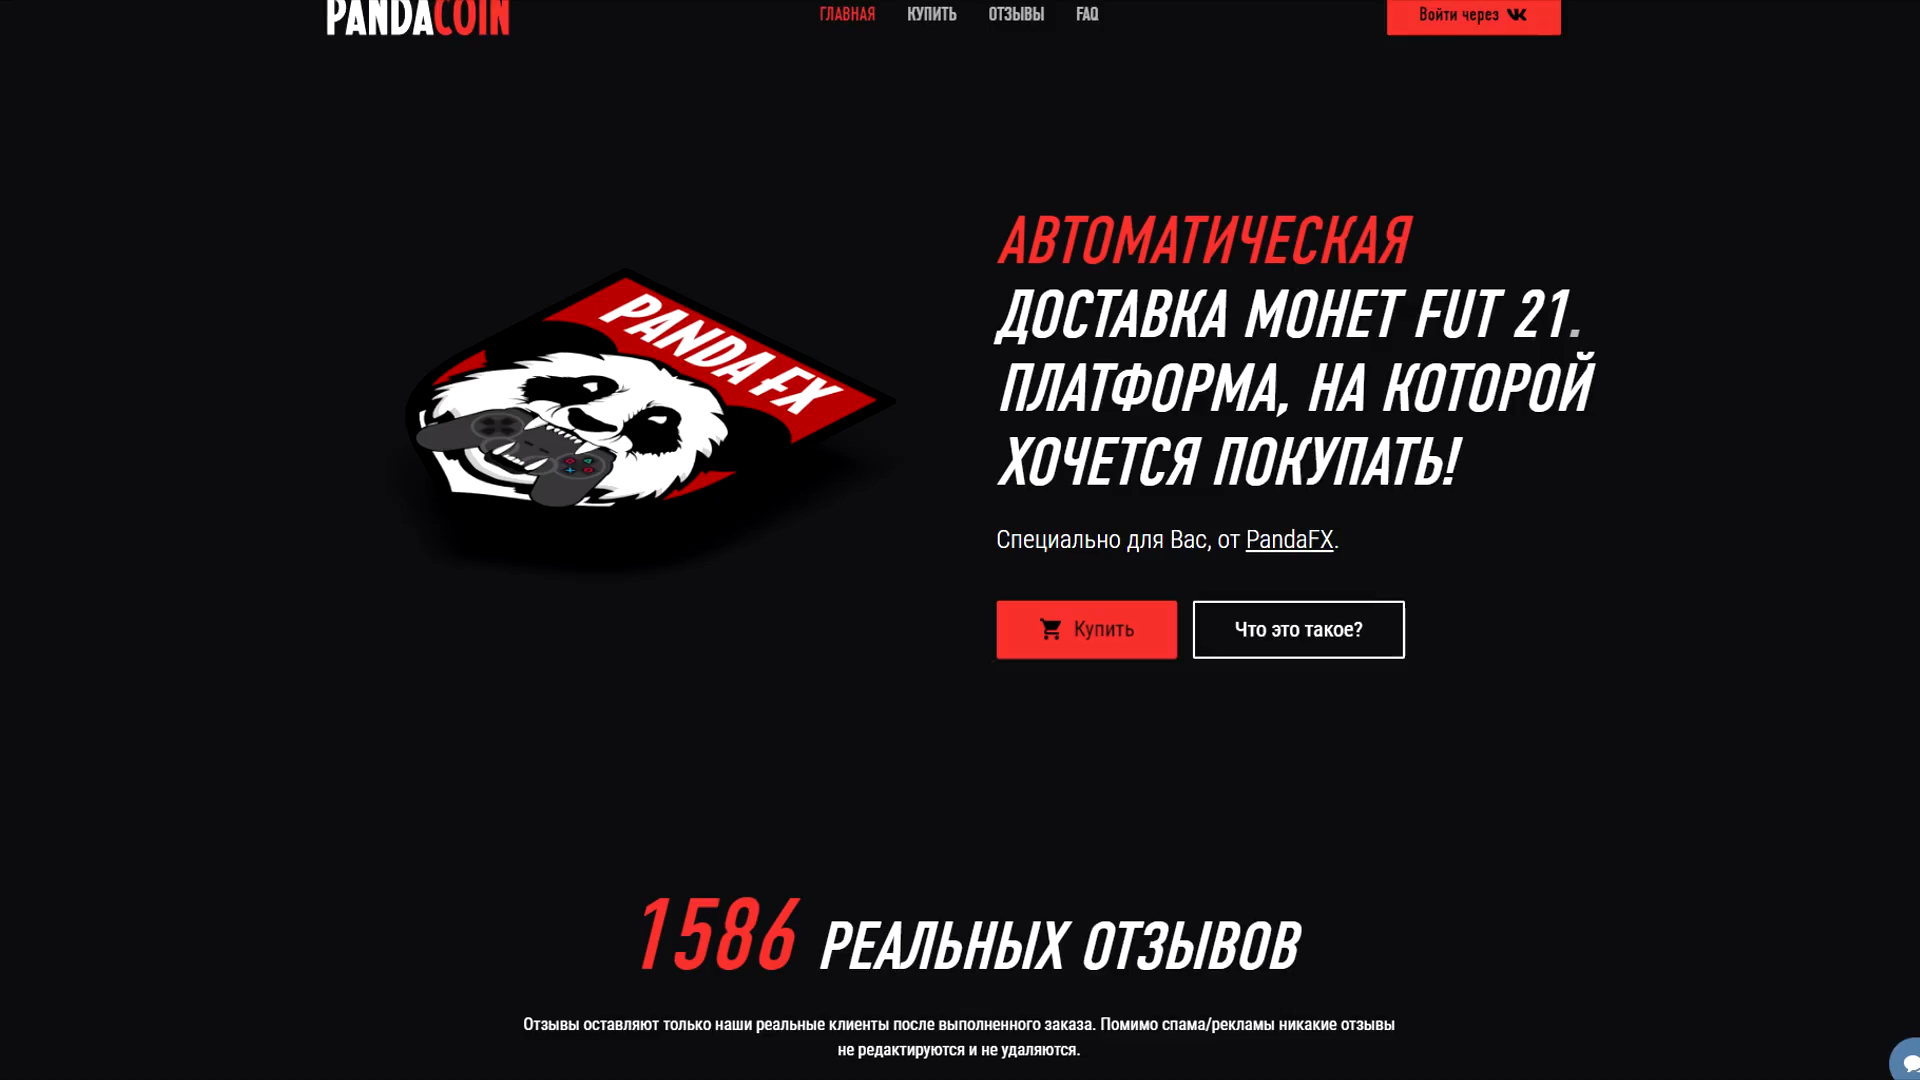 PANDACOIN
ГЛАВНАЯ
КУПИТЬ
ОТЗЫВЫ
FAQ
Войти через
PANDA FX
АВТОМАТИЧЕСКАЯ
ДОСТАВКА МОНЕТ FUT 21.
ПЛАТФОРМА, НА КОТОРОЙ
ХОЧЕТСЯ ПОКУПАТЬ!
Специально для Вас, от PandaFX.
Купить
Что это такое?
1586 РЕАЛЬНЫХ ОТЗЫВОВ
Отзывы оставляют только наши реальные клиенты после выполненного заказа. Помимо спама/рекламы никакие отзывы
не редактируются и не удаляются.